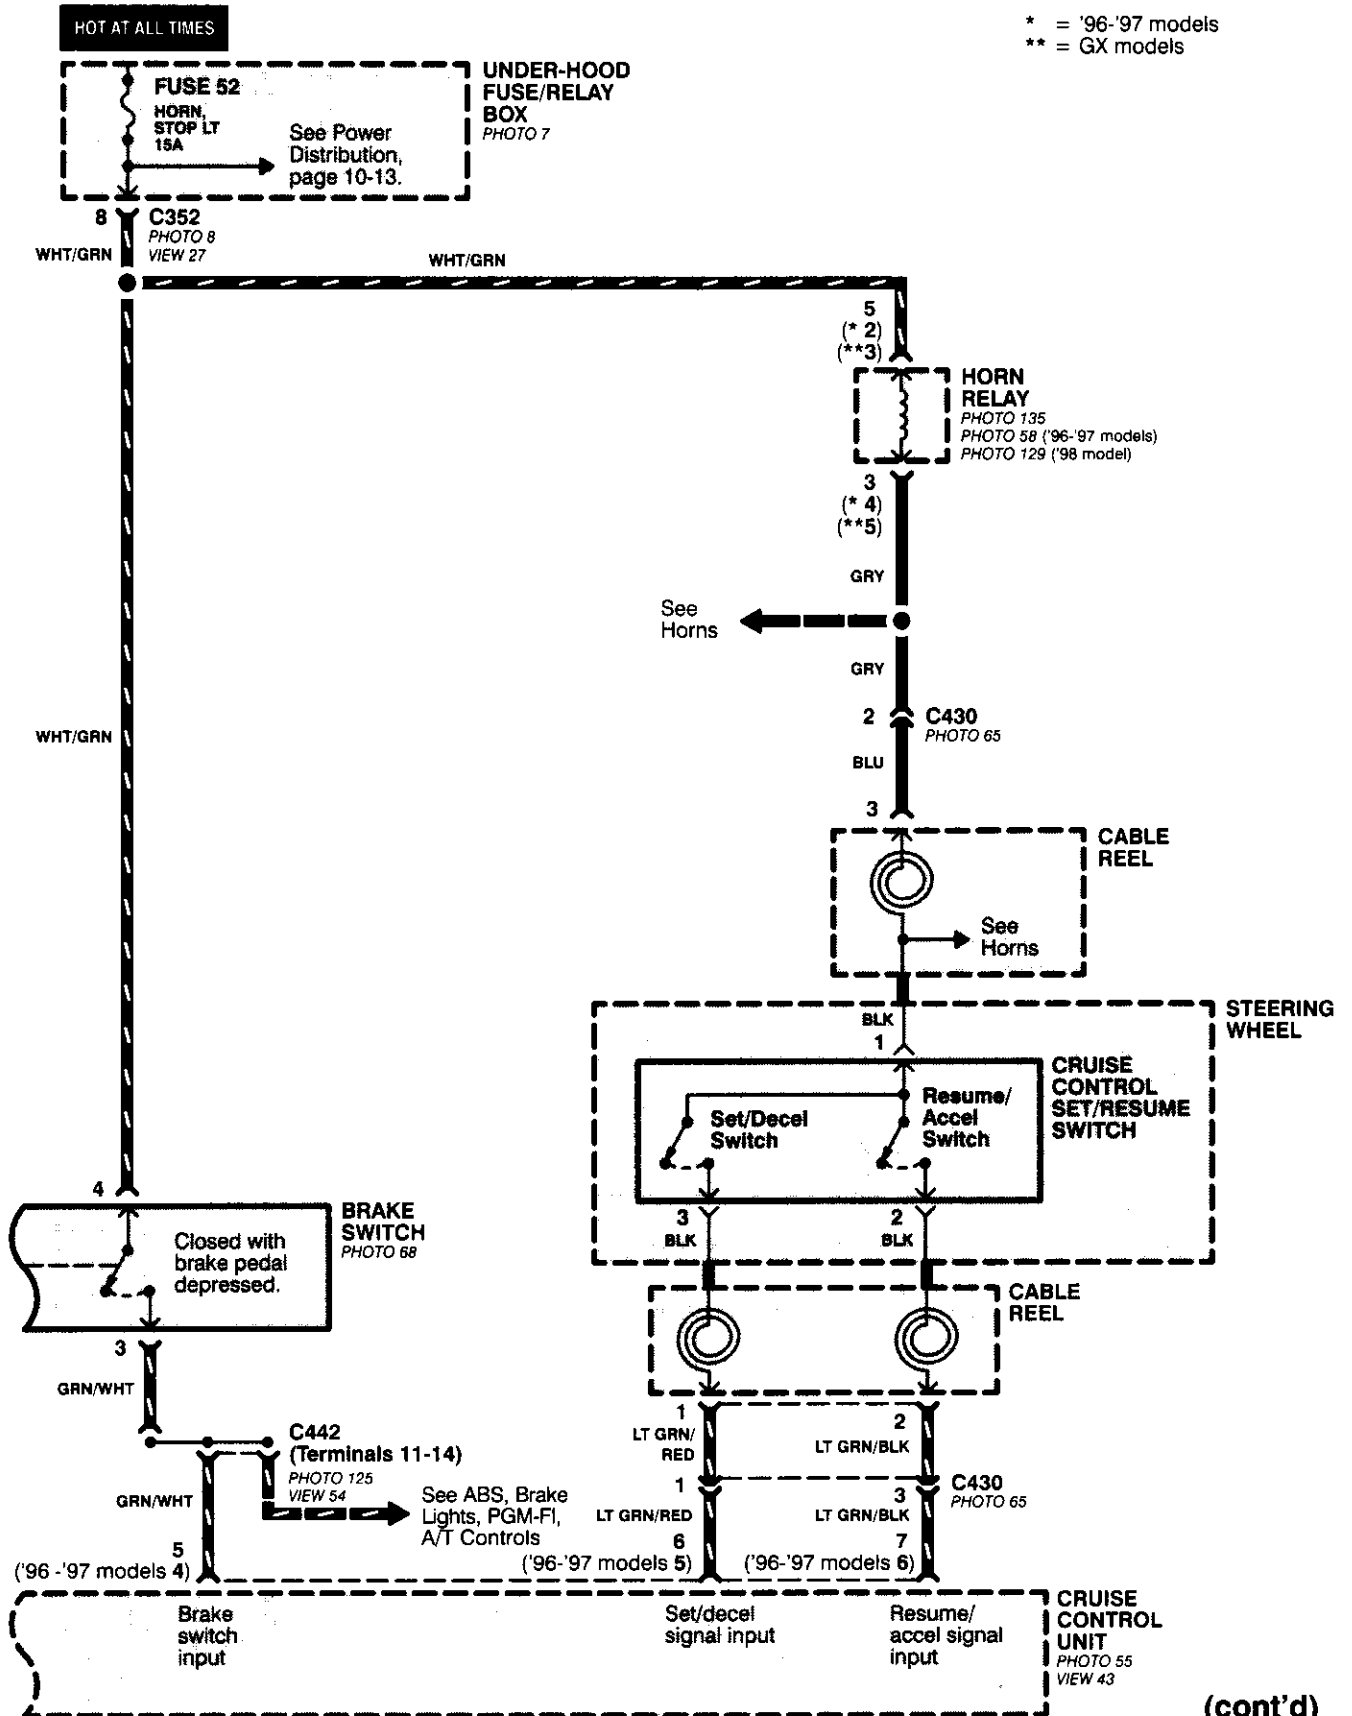 HOT AT ALL TIMES
* = '96-'97 models
** = GX models
FUSE 52
HORN,
STOP LT
15A
See Power
Distribution,
page 10-13.
UNDER-HOOD
FUSE/RELAY
BOX
PHOTO 7
8
C352
PHOTO 8
VIEW 27
WHT/GRN
WHT/GRN
5
(* 2)
(**3)
HORN
RELAY
PHOTO 135
PHOTO 58 ('96-'97 models)
PHOTO 129 ('98 model)
3
(* 4)
(**5)
GRY
See
Horns
GRY
2
C430
PHOTO 65
WHT/GRN
BLU
3
CABLE
REEL
See
Horns
STEERING
WHEEL
BLK
1
CRUISE
CONTROL
SET/RESUME
SWITCH
Set/Decel
Switch
Resume/
Accel
Switch
4
BRAKE
SWITCH
PHOTO 68
Closed with
brake pedal
depressed.
3
BLK
2
BLK
CABLE
REEL
3
GRN/WHT
C442
(Terminals 11-14)
PHOTO 125
VIEW 54
GRN/WHT
See ABS, Brake
Lights, PGM-FI,
A/T Controls
1
LT GRN/
RED
2
LT GRN/BLK
1
3
C430
PHOTO 65
LT GRN/RED
LT GRN/BLK
5
('96 -'97 models 4)
6
('96-'97 models 5)
7
('96-'97 models 6)
Brake
switch
input
Set/decel
signal input
Resume/
accel signal
input
CRUISE
CONTROL
UNIT
PHOTO 55
VIEW 43
(cont'd)